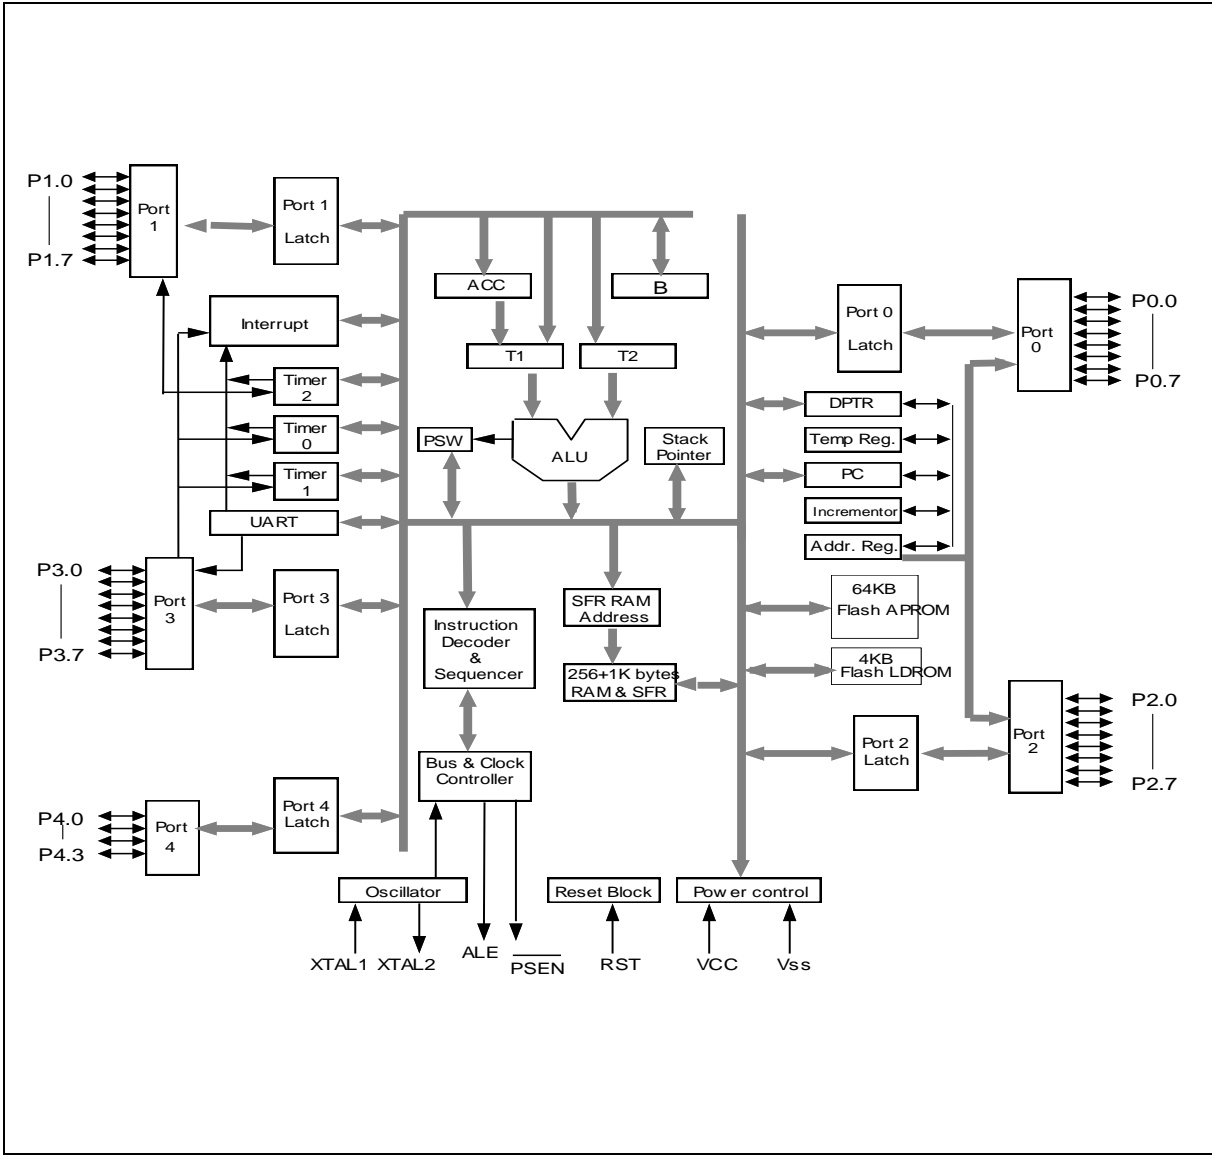 P1.0
P1.7
Port
1
Port 1
Latch
Interrupt
Timer
2
Timer
0
Timer
1
UART
P3.0
P3.7
Port
3
Port 3
Latch
P4.0
P4.3
Port
4
Port 4
Latch
ACC
B
T1
T2
PSW
ALU
Stack
Pointer
Instruction
Decoder
&
Sequencer
SFR RAM
Address
256+1K bytes
RAM & SFR
Bus & Clock
Controller
Oscillator
Reset Block
Power control
XTAL1
XTAL2
ALE
PSEN
RST
VCC
Vss
Port 0
Latch
Port
0
P0.0
P0.7
DPTR
Temp Reg.
PC
Incrementor
Addr. Reg.
64KB
Flash APROM
4KB
Flash LDROM
Port 2
Latch
Port
2
P2.0
P2.7